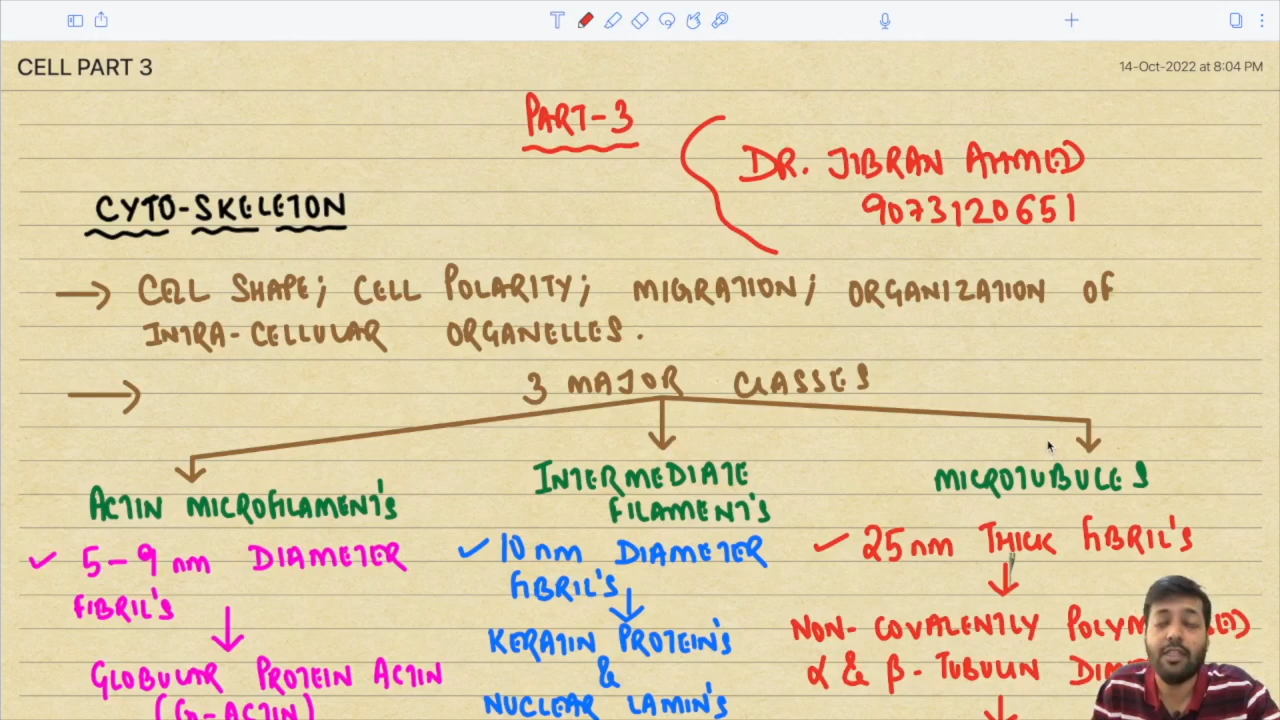 CELL PART 3
14-Oct-2022 at 8:04 PM
PART-3
DR. JIBRAN AHMED
9073120651
CYTO-SKELETON
→ CELL SHAPE; CELL POLARITY; MIGRATION; ORGANIZATION OF
INTRA-CELLULAR ORGANELLES.
→ 3 MAJOR CLASSES
ACTIN MICROFILAMENT'S
✓ 5-9 nm DIAMETER
FIBRIL'S
GLOBULAR PROTEIN ACTIN
(G-ACTIN)
INTERMEDIATE
FILAMENT'S
✓ 10 nm DIAMETER
FIBRIL'S
KERATIN PROTEIN'S
&
NUCLEAR LAMIN'S
MICROTUBULES
✓ 25 nm THICK FIBRIL'S
NON-COVALENTLY
α & β-TUBULIN